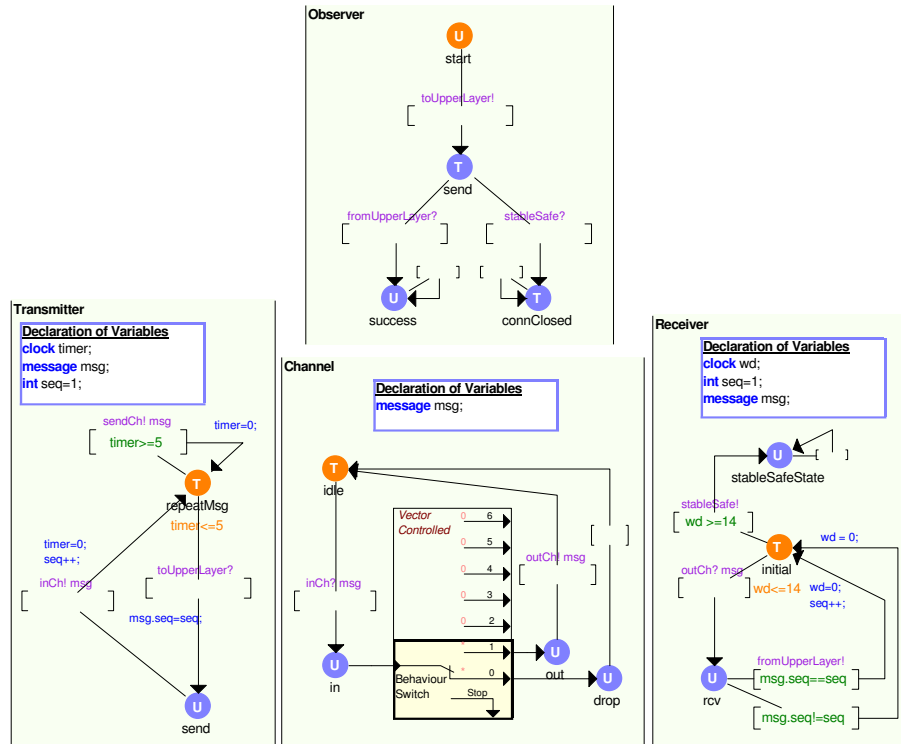 Observer
U
start
toUpperLayer!
T
send
fromUpperLayer?
stableSafe?
U
success
T
connClosed
Transmitter
Declaration of Variables
clock timer;
message msg;
int seq=1;
sendCh! msg
timer>=5
timer=0;
T
repeatMsg
timer<=5
timer=0;
seq++;
inCh! msg
toUpperLayer?
msg.seq=seq;
U
send
Channel
Declaration of Variables
message msg;
T
idle
Vector
Controlled
0 6
0 5
0 4
0 3
0 2
* 1
* 0
inCh? msg
outCh! msg
U
in
Behaviour
Switch
Stop
U
out
U
drop
Receiver
Declaration of Variables
clock wd;
int seq=1;
message msg;
U
stableSafeState
stableSafe!
wd >=14
wd = 0;
T
initial
outCh? msg
wd<=14
wd=0;
seq++;
fromUpperLayer!
msg.seq==seq
U
rcv
msg.seq!=seq